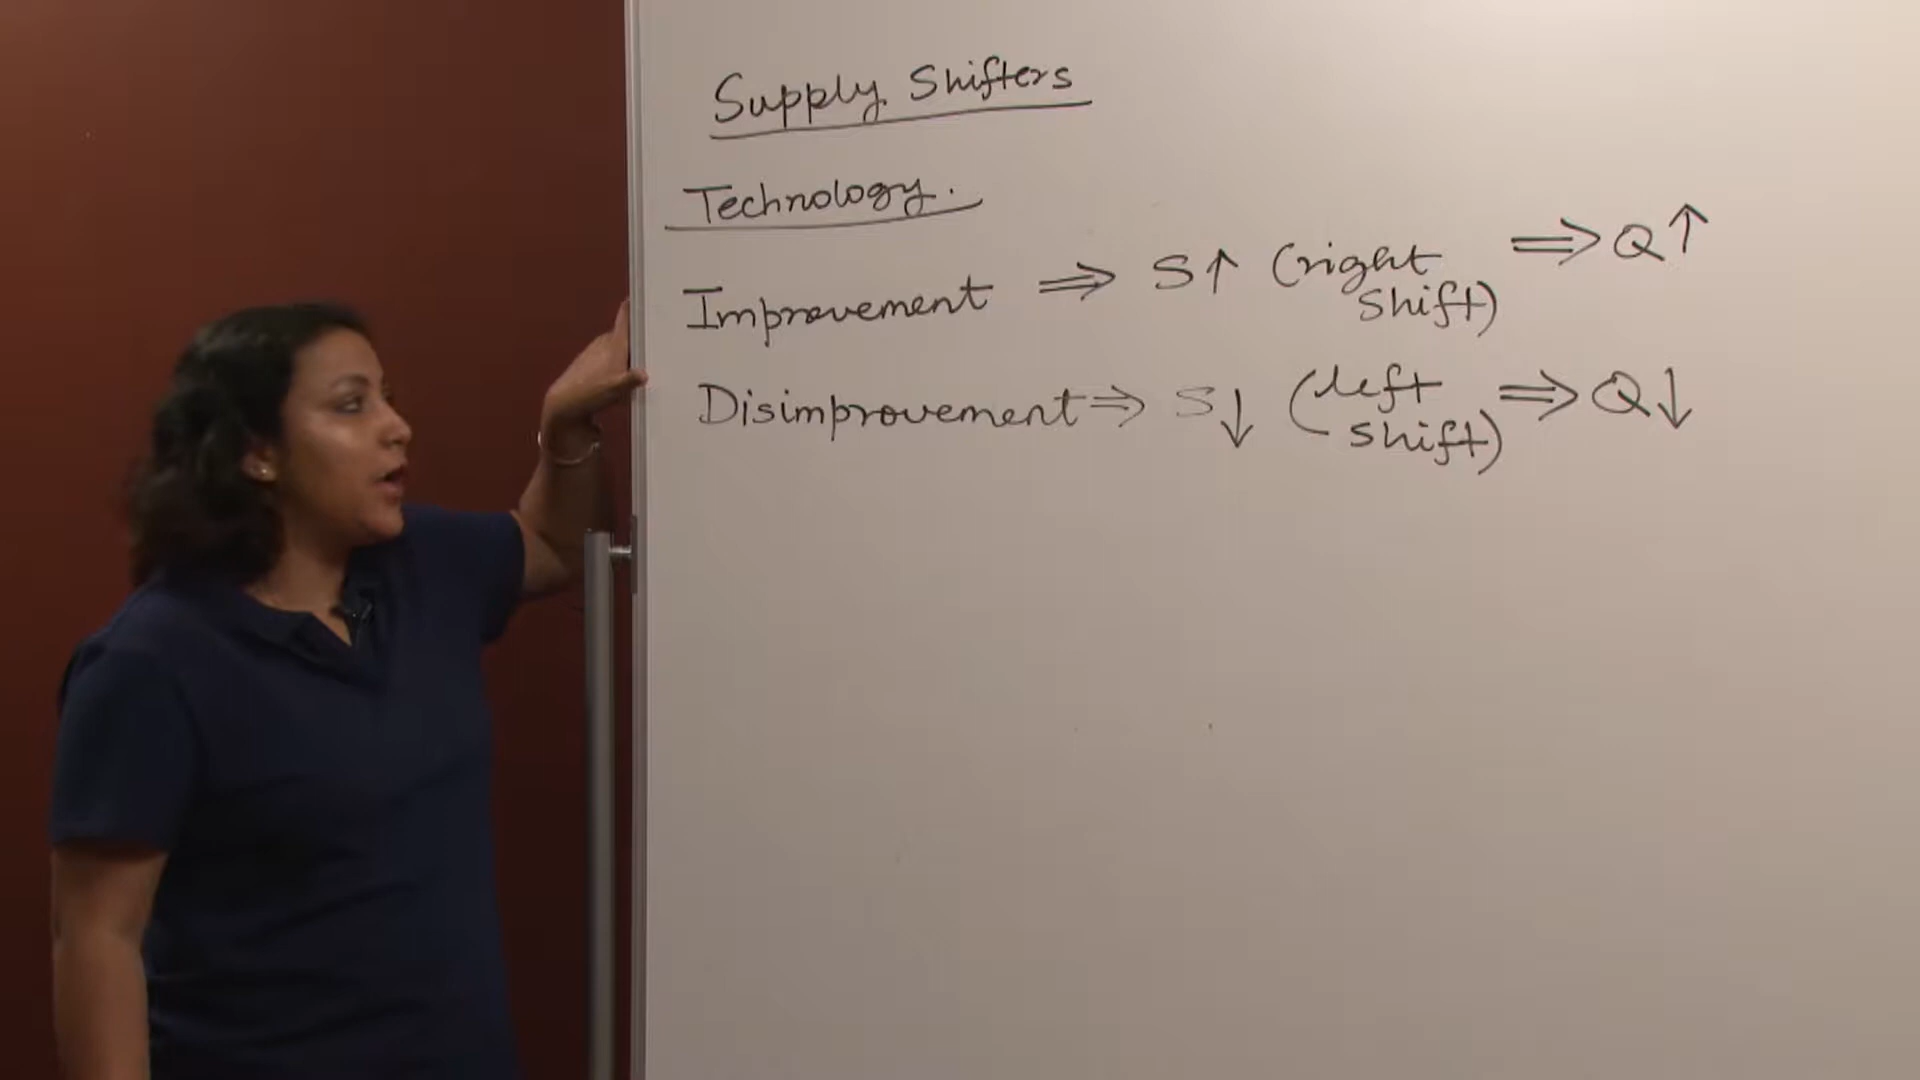 Supply Shifters
Technology.
Improvement ⇒ S↑ (right shift) ⇒ Q↑
Disimprovement ⇒ S↓ (left shift) ⇒ Q↓